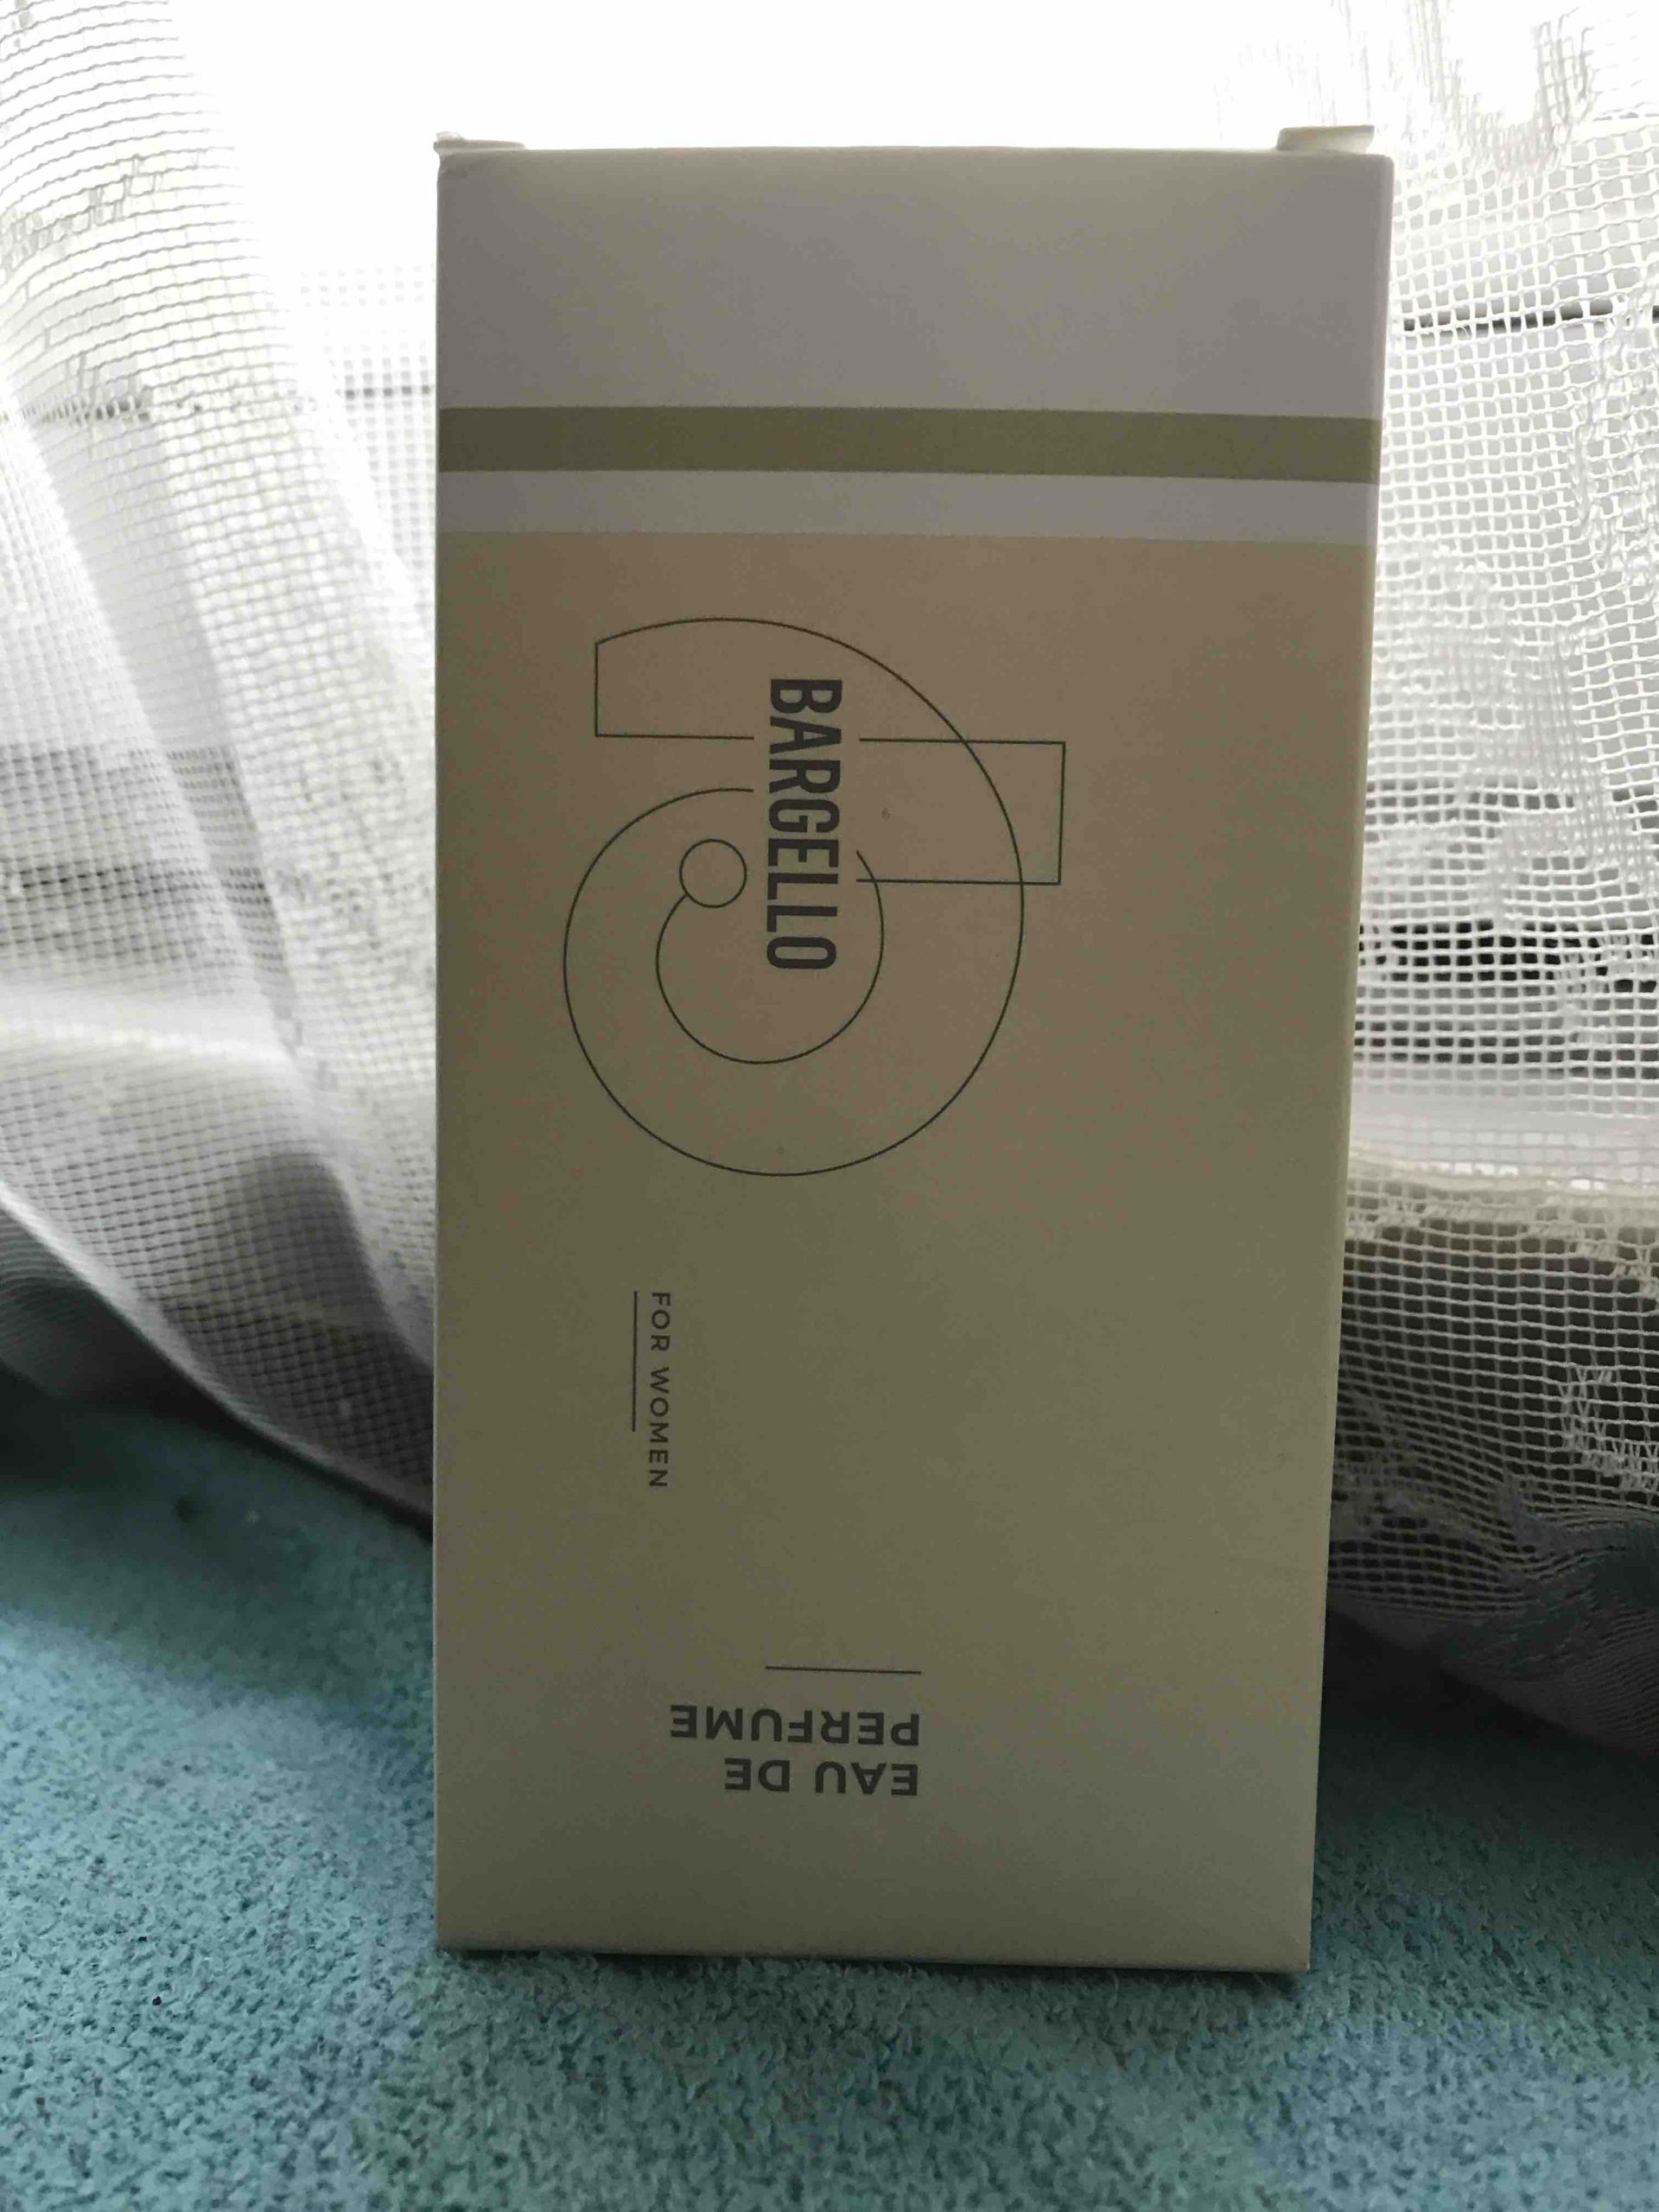 BARGELLO
FOR WOMEN
EAU DE
PERFUME